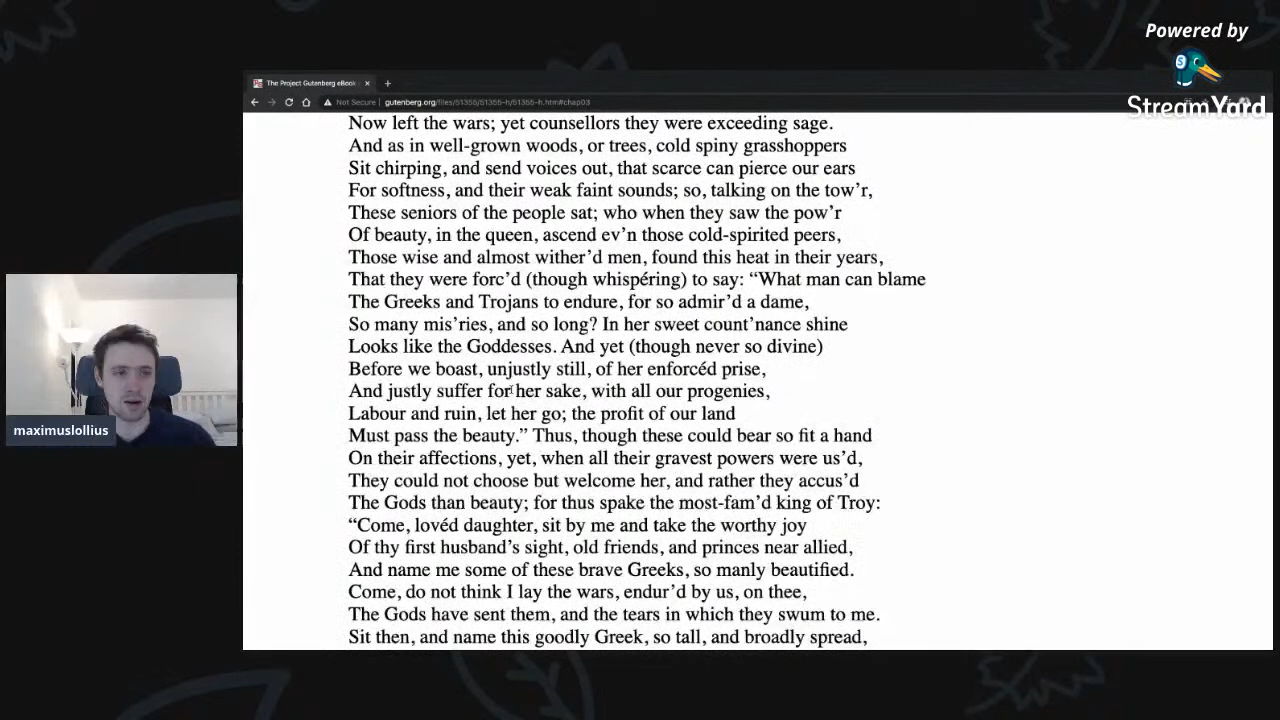 Powered by
StreamYard
The Project Gutenberg eBook
Not Secure | gutenberg.org/files/51355/51355-h/51355-h.htm#chap03
Now left the wars; yet counsellors they were exceeding sage.
And as in well-grown woods, or trees, cold spiny grasshoppers
Sit chirping, and send voices out, that scarce can pierce our ears
For softness, and their weak faint sounds; so, talking on the tow’r,
These seniors of the people sat; who when they saw the pow’r
Of beauty, in the queen, ascend ev’n those cold-spirited peers,
Those wise and almost wither’d men, found this heat in their years,
That they were forc’d (though whispéring) to say: “What man can blame
The Greeks and Trojans to endure, for so admir’d a dame,
So many mis’ries, and so long? In her sweet count’nance shine
Looks like the Goddesses. And yet (though never so divine)
Before we boast, unjustly still, of her enforcéd prise,
And justly suffer for her sake, with all our progenies,
Labour and ruin, let her go; the profit of our land
Must pass the beauty.” Thus, though these could bear so fit a hand
On their affections, yet, when all their gravest powers were us’d,
They could not choose but welcome her, and rather they accus’d
The Gods than beauty; for thus spake the most-fam’d king of Troy:
“Come, lovéd daughter, sit by me and take the worthy joy
Of thy first husband’s sight, old friends, and princes near allied,
And name me some of these brave Greeks, so manly beautified.
Come, do not think I lay the wars, endur’d by us, on thee,
The Gods have sent them, and the tears in which they swum to me.
Sit then, and name this goodly Greek, so tall, and broadly spread,
maximuslollius